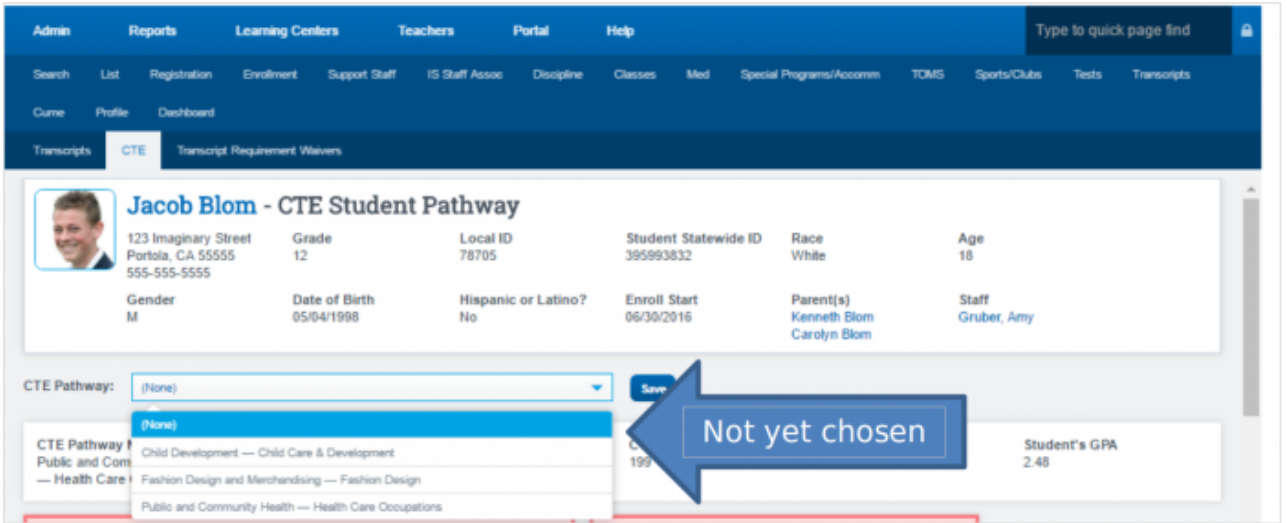 Admin Reports Learning Centers Teachers Portal Help Type to quick page find
Search List Registration Enrollment Support Staff IS Staff Assoc Discipline Classes Med Special Programs/Accomm TOMS Sports/Clubs Tests Transcripts
Cume Profile Dashboard
Transcripts CTE Transcript Requirement Waivers
Jacob Blom - CTE Student Pathway
123 Imaginary Street Grade Local ID Student Statewide ID Race Age
Portola, CA 55555 12 78705 395993832 White 18
555-555-5555
Gender Date of Birth Hispanic or Latino? Enroll Start Parent(s) Staff
M 05/04/1998 No 06/30/2016 Kenneth Blom Gruber, Amy
Carolyn Blom
CTE Pathway: (None) Save
Not yet chosen
(None)
CTE Pathway Child Development — Child Care & Development Student's GPA
Public and Com 199 2.48
— Health Care Fashion Design and Merchandising — Fashion Design
Public and Community Health — Health Care Occupations